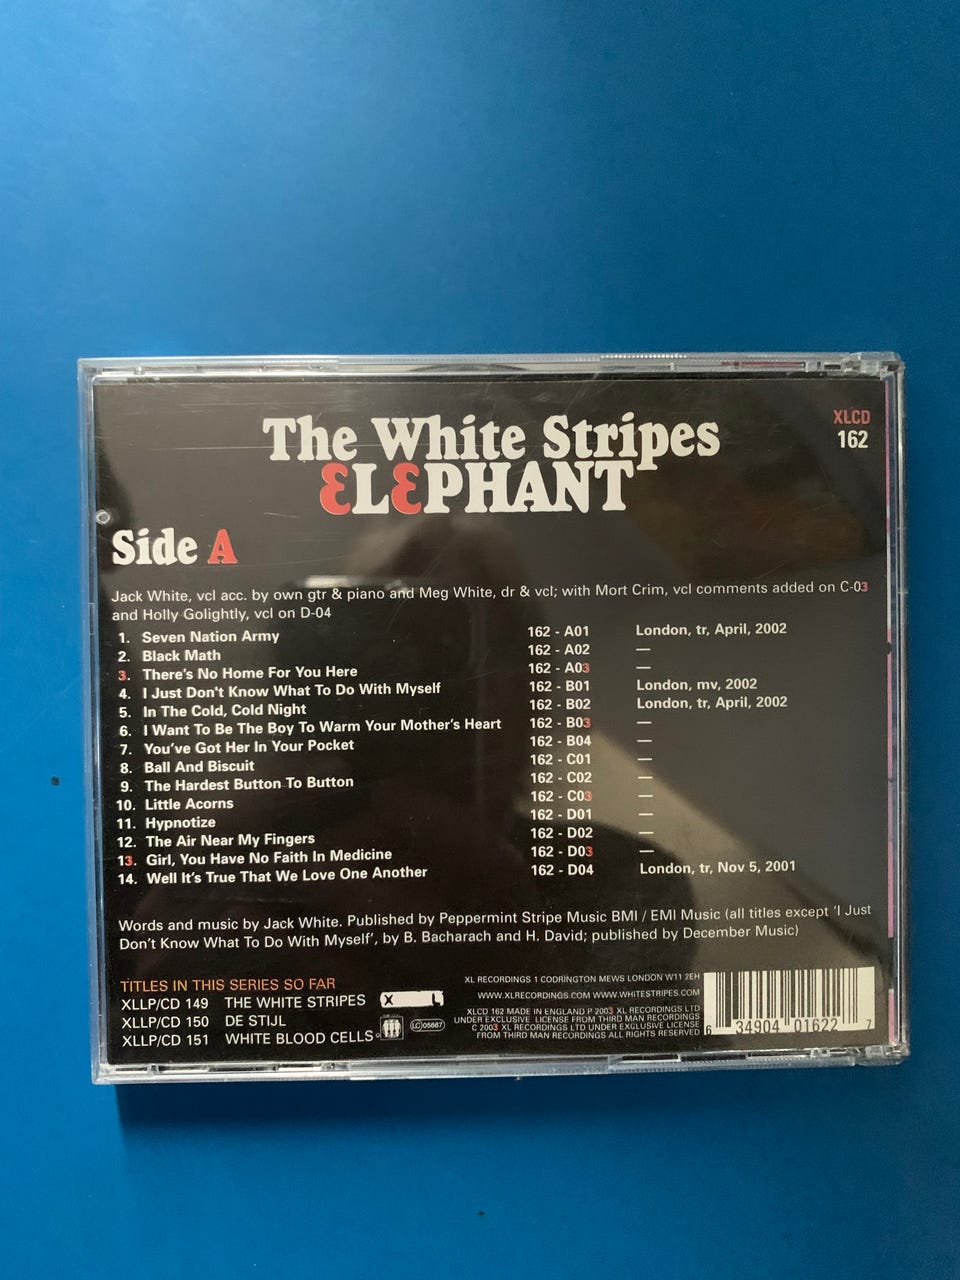 The White Stripes
ELEPHANT
XLCD
162
Side A
Jack White, vcl acc. by own gtr & piano and Meg White, dr & vcl; with Mort Crim, vcl comments added on C-03
and Holly Golightly, vcl on D-04
1. Seven Nation Army 162 - A01 London, tr, April, 2002
2. Black Math 162 - A02 —
3. There's No Home For You Here 162 - A03 —
4. I Just Don't Know What To Do With Myself 162 - B01 London, mv, 2002
5. In The Cold, Cold Night 162 - B02 London, tr, April, 2002
6. I Want To Be The Boy To Warm Your Mother's Heart 162 - B03 —
7. You've Got Her In Your Pocket 162 - B04 —
8. Ball And Biscuit 162 - C01 —
9. The Hardest Button To Button 162 - C02 —
10. Little Acorns 162 - C03 —
11. Hypnotize 162 - D01 —
12. The Air Near My Fingers 162 - D02 —
13. Girl, You Have No Faith In Medicine 162 - D03 —
14. Well It's True That We Love One Another 162 - D04 London, tr, Nov 5, 2001
Words and music by Jack White. Published by Peppermint Stripe Music BMI / EMI Music (all titles except 'I Just
Don't Know What To Do With Myself', by B. Bacharach and H. David; published by December Music)
TITLES IN THIS SERIES SO FAR
XLLP/CD 149 THE WHITE STRIPES
XLLP/CD 150 DE STIJL
XLLP/CD 151 WHITE BLOOD CELLS
X L
LC 05667
XL RECORDINGS 1 CODRINGTON MEWS LONDON W11 2EH
WWW.XLRECORDINGS.COM WWW.WHITESTRIPES.COM
XLCD 162 MADE IN ENGLAND P 2003 XL RECORDINGS LTD
UNDER EXCLUSIVE LICENSE FROM THIRD MAN RECORDINGS
C 2003 XL RECORDINGS LTD UNDER EXCLUSIVE LICENSE
FROM THIRD MAN RECORDINGS ALL RIGHTS RESERVED
6 34904 01622 7